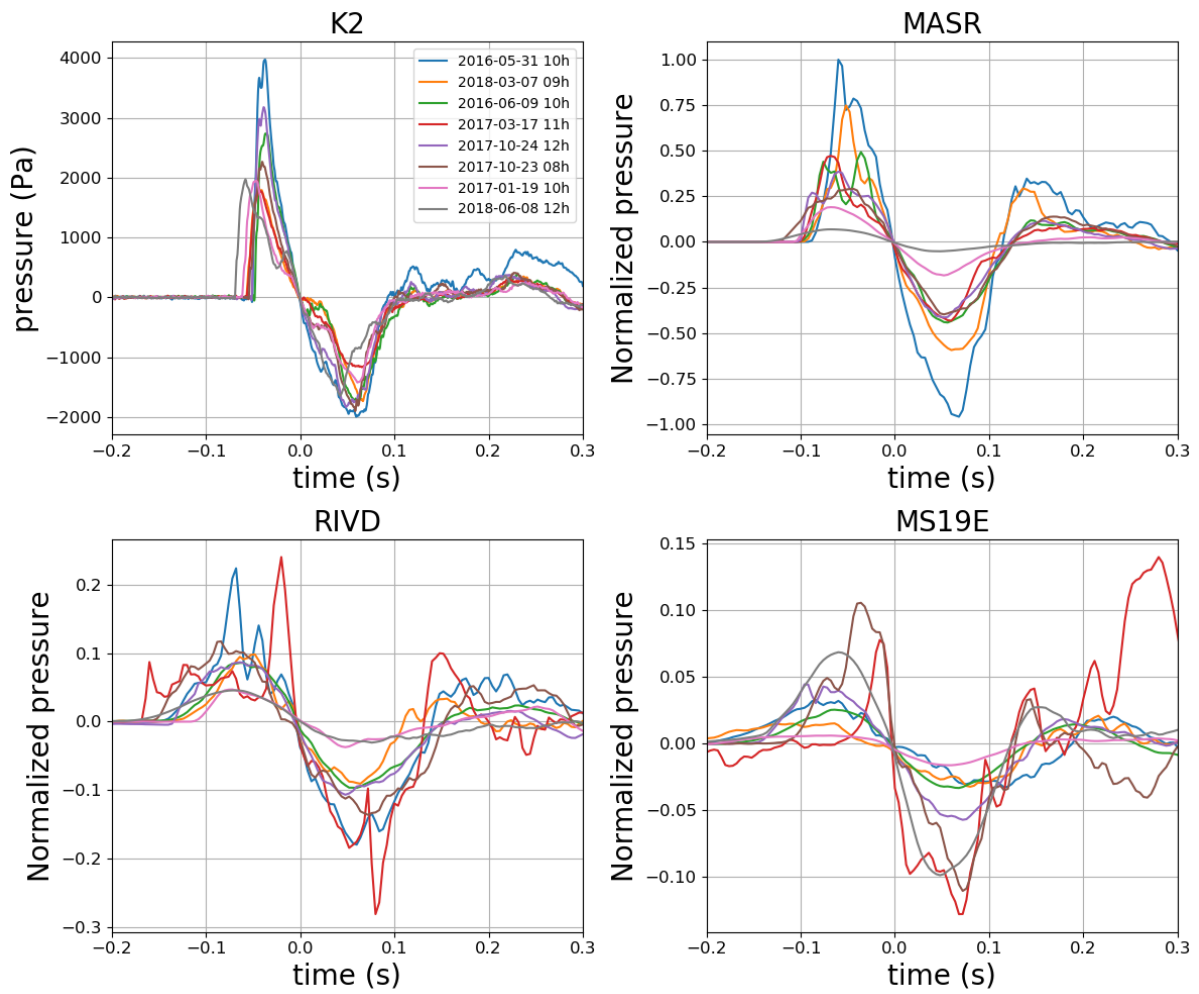 K2
pressure (Pa)
4000
3000
2000
1000
0
−1000
−2000
2016-05-31 10h
2018-03-07 09h
2016-06-09 10h
2017-03-17 11h
2017-10-24 12h
2017-10-23 08h
2017-01-19 10h
2018-06-08 12h
−0.2 −0.1 0.0 0.1 0.2 0.3
time (s)
MASR
Normalized pressure
1.00
0.75
0.50
0.25
0.00
−0.25
−0.50
−0.75
−1.00
−0.2 −0.1 0.0 0.1 0.2 0.3
time (s)
RIVD
Normalized pressure
0.2
0.1
0.0
−0.1
−0.2
−0.3
−0.2 −0.1 0.0 0.1 0.2 0.3
time (s)
MS19E
Normalized pressure
0.15
0.10
0.05
0.00
−0.05
−0.10
−0.2 −0.1 0.0 0.1 0.2 0.3
time (s)